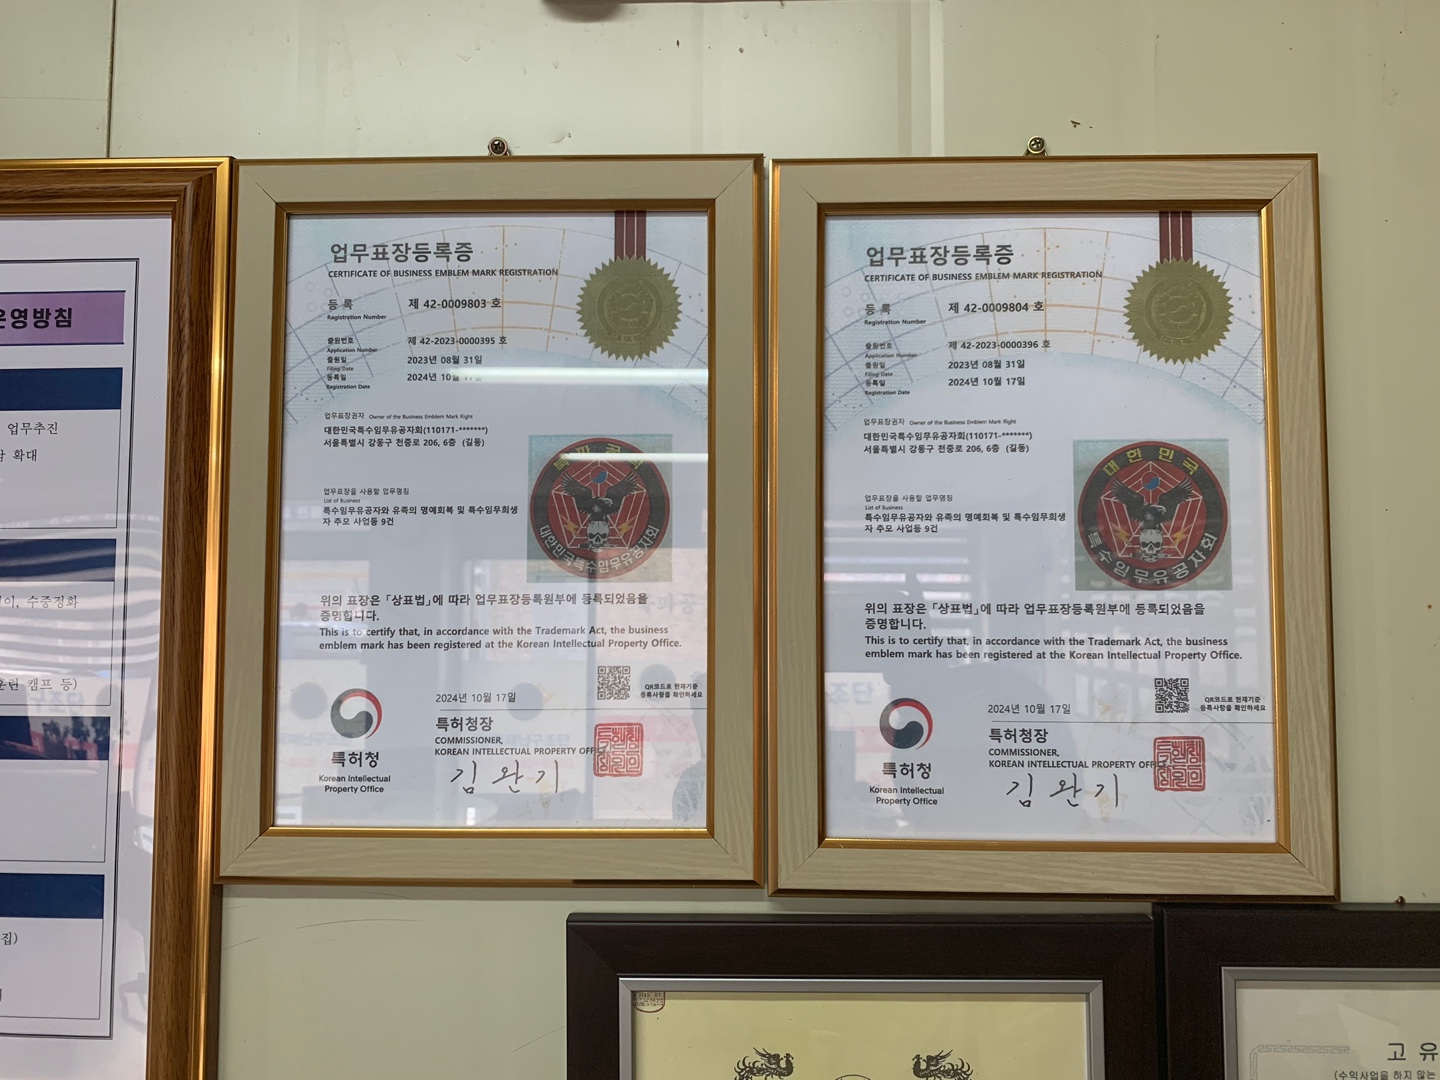 운영방침
업무추진
확대
수중정화
캠프 등)
집)
업무표장등록증
CERTIFICATE OF BUSINESS EMBLEM MARK REGISTRATION
등 록 제 42-0009803 호
Registration Number
출원번호 제 42-2023-0000395 호
Application Number
출원일 2023년 08월 31일
Filing Date
등록일 2024년 10월 17일
Registration Date
업무표장권자 Owner of the Business Emblem Mark Right
대한민국특수임무유공자회(110171-*******)
서울특별시 강동구 천중로 206, 6층 (길동)
업무표장을 사용할 업무명칭
List of Business
특수임무유공자와 유족의 명예회복 및 특수임무희생
자 추모 사업등 9건
대한민국특수임무유공자회
위의 표장은 「상표법」에 따라 업무표장등록원부에 등록되었음을
증명합니다.
This is to certify that, in accordance with the Trademark Act, the business
emblem mark has been registered at the Korean Intellectual Property Office.
QR코드로 현재기준
등록사항을 확인하세요
2024년 10월 17일
특허청장
COMMISSIONER,
KOREAN INTELLECTUAL PROPERTY OFFICE
김완기
특허청
Korean Intellectual
Property Office
업무표장등록증
CERTIFICATE OF BUSINESS EMBLEM MARK REGISTRATION
등 록 제 42-0009804 호
Registration Number
출원번호 제 42-2023-0000396 호
Application Number
출원일 2023년 08월 31일
Filing Date
등록일 2024년 10월 17일
Registration Date
업무표장권자 Owner of the Business Emblem Mark Right
대한민국특수임무유공자회(110171-*******)
서울특별시 강동구 천중로 206, 6층 (길동)
업무표장을 사용할 업무명칭
List of Business
특수임무유공자와 유족의 명예회복 및 특수임무희생
자 추모 사업등 9건
대한민국
특수임무유공자회
위의 표장은 「상표법」에 따라 업무표장등록원부에 등록되었음을
증명합니다.
This is to certify that, in accordance with the Trademark Act, the business
emblem mark has been registered at the Korean Intellectual Property Office.
QR코드로 현재기준
등록사항을 확인하세요
2024년 10월 17일
특허청장
COMMISSIONER,
KOREAN INTELLECTUAL PROPERTY OFFICE
김완기
특허청
Korean Intellectual
Property Office
고 유
(수익사업을 하지 않는